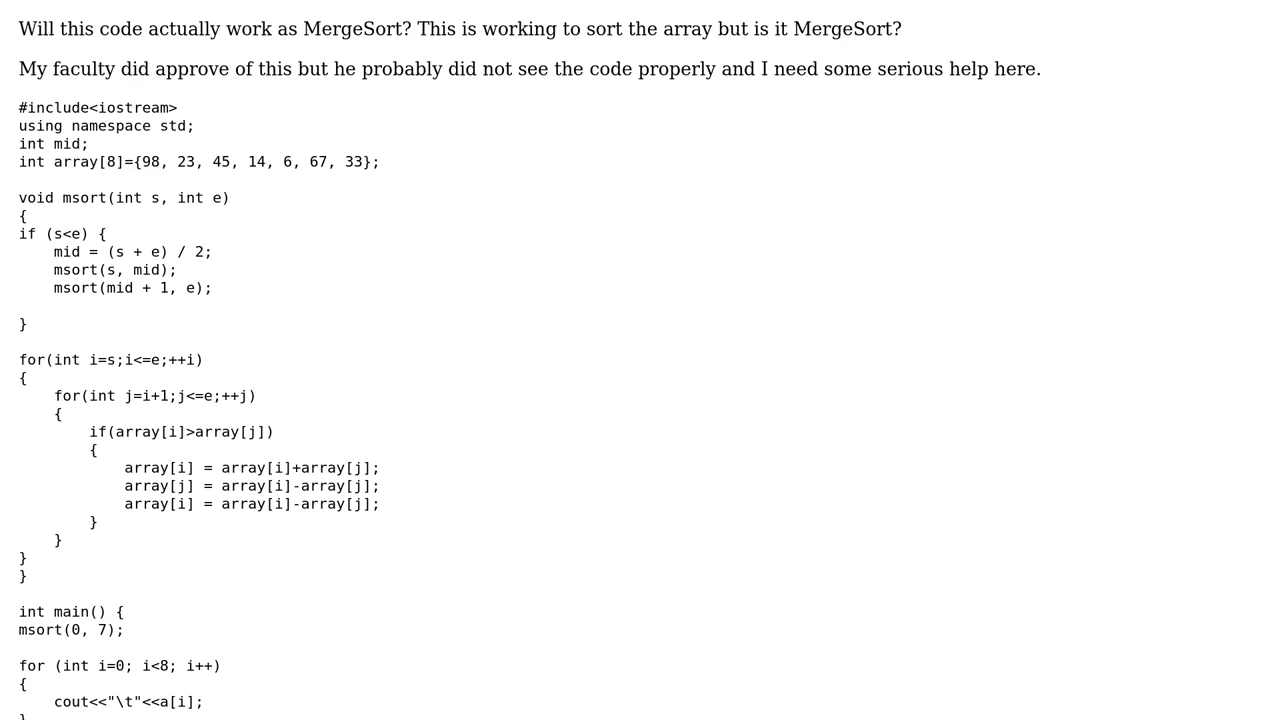 Will this code actually work as MergeSort? This is working to sort the array but is it MergeSort?
My faculty did approve of this but he probably did not see the code properly and I need some serious help here.
#include<iostream>
using namespace std;
int mid;
int array[8]={98, 23, 45, 14, 6, 67, 33};

void msort(int s, int e)
{
if (s<e) {
    mid = (s + e) / 2;
    msort(s, mid);
    msort(mid + 1, e);

}

for(int i=s;i<=e;++i)
{
    for(int j=i+1;j<=e;++j)
    {
        if(array[i]>array[j])
        {
            array[i] = array[i]+array[j];
            array[j] = array[i]-array[j];
            array[i] = array[i]-array[j];
        }
    }
}
}

int main() {
msort(0, 7);

for (int i=0; i<8; i++)
{
    cout<<"\t"<<a[i];
}